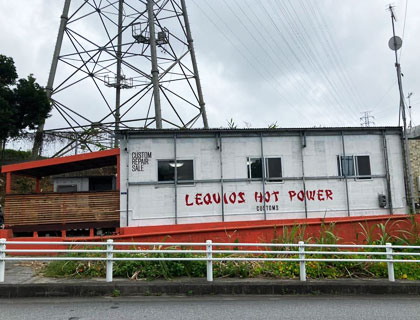 CUSTOM
REPAIR
SALE
LEQUIOS HOT POWER
CUSTOMS